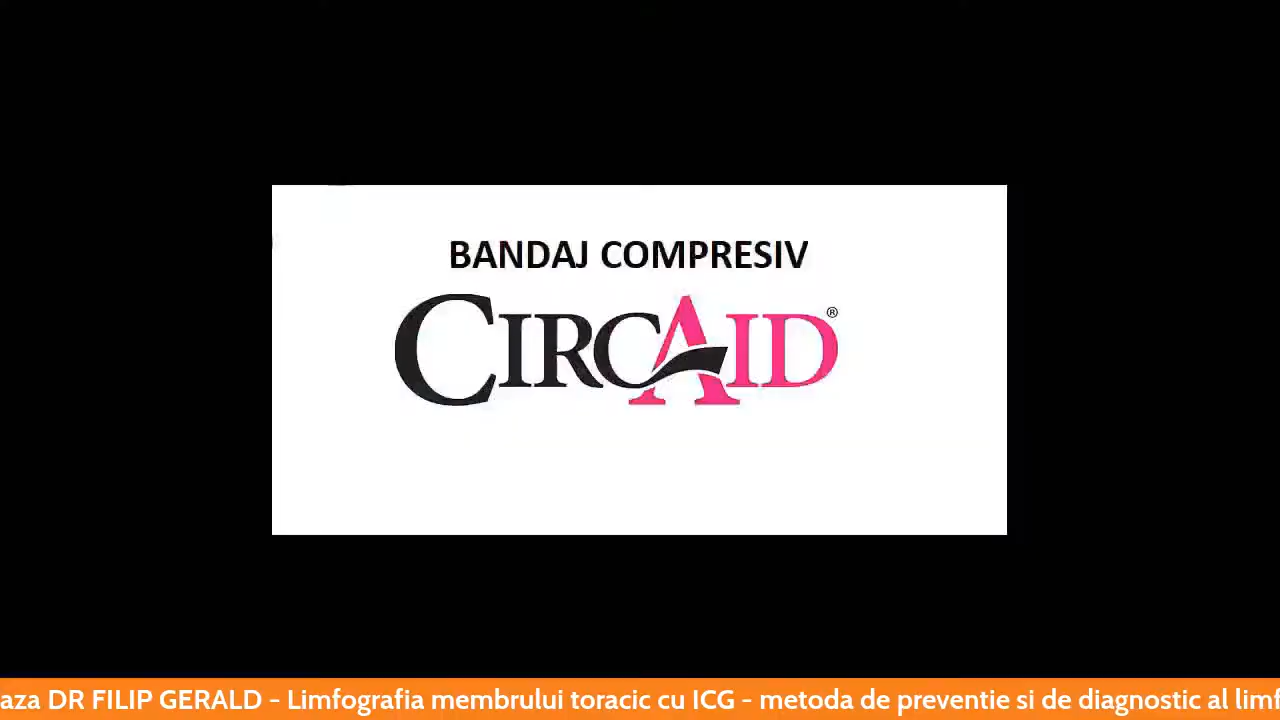 BANDAJ COMPRESIV
CIRCAID®
aza DR FILIP GERALD - Limfografia membrului toracic cu ICG - metoda de preventie si de diagnostic al limf